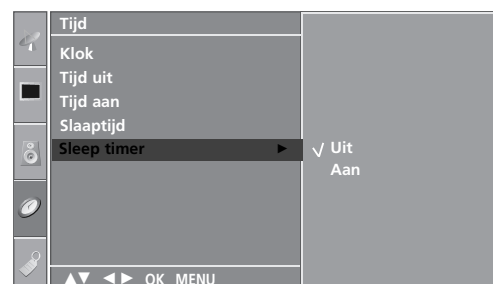 Tijd
Klok
Tijd uit
Tijd aan
Slaaptijd
Sleep timer ►
√ Uit
Aan
▲▼ ◄► OK MENU